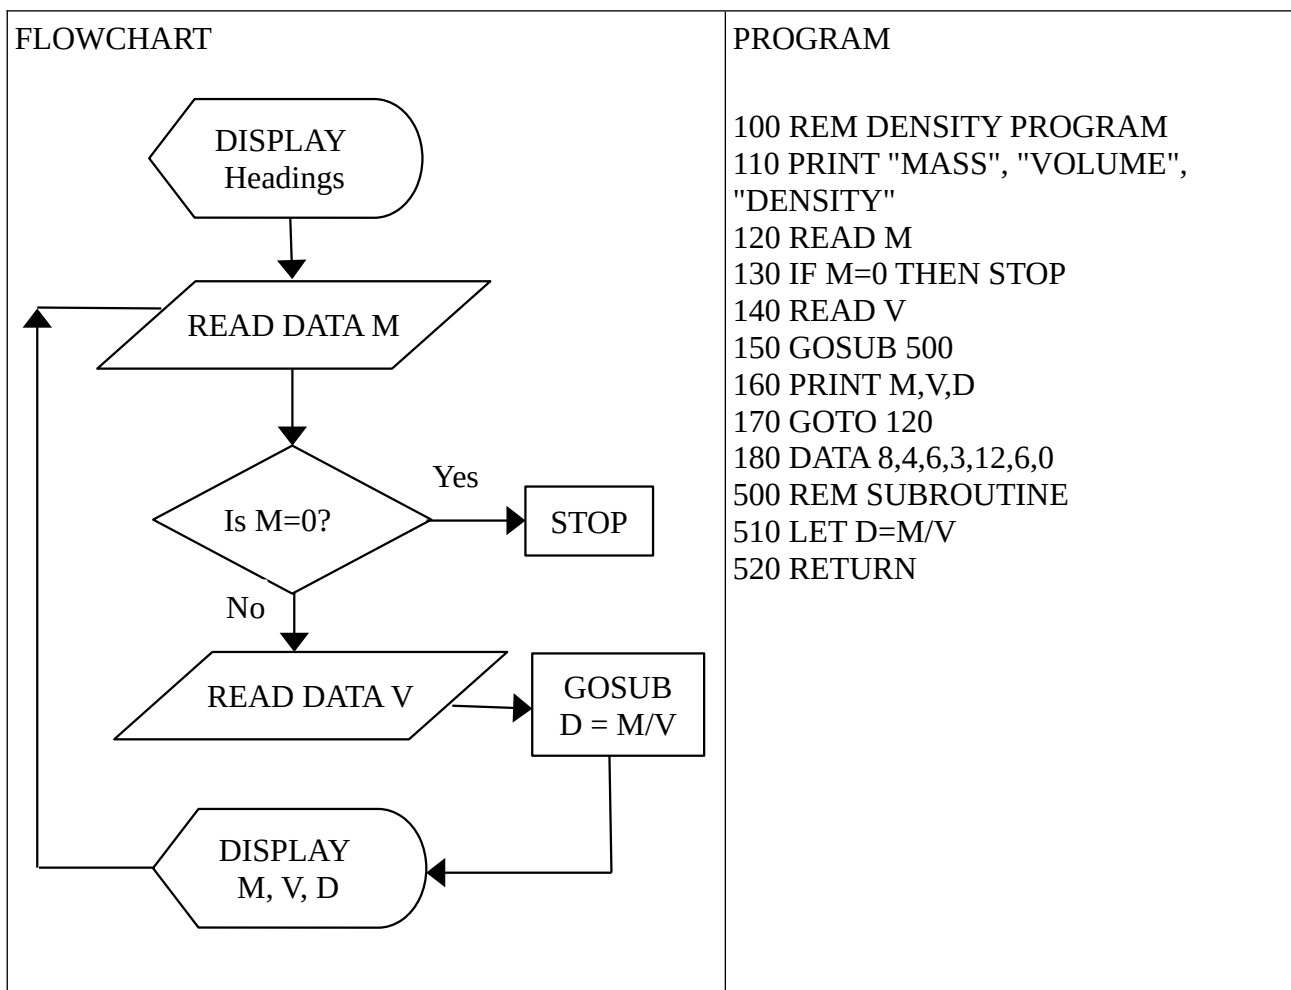 FLOWCHART
DISPLAY
Headings
READ DATA M
Is M=0?
Yes
STOP
No
READ DATA V
GOSUB
D = M/V
DISPLAY
M, V, D
PROGRAM
100 REM DENSITY PROGRAM
110 PRINT "MASS", "VOLUME",
"DENSITY"
120 READ M
130 IF M=0 THEN STOP
140 READ V
150 GOSUB 500
160 PRINT M,V,D
170 GOTO 120
180 DATA 8,4,6,3,12,6,0
500 REM SUBROUTINE
510 LET D=M/V
520 RETURN